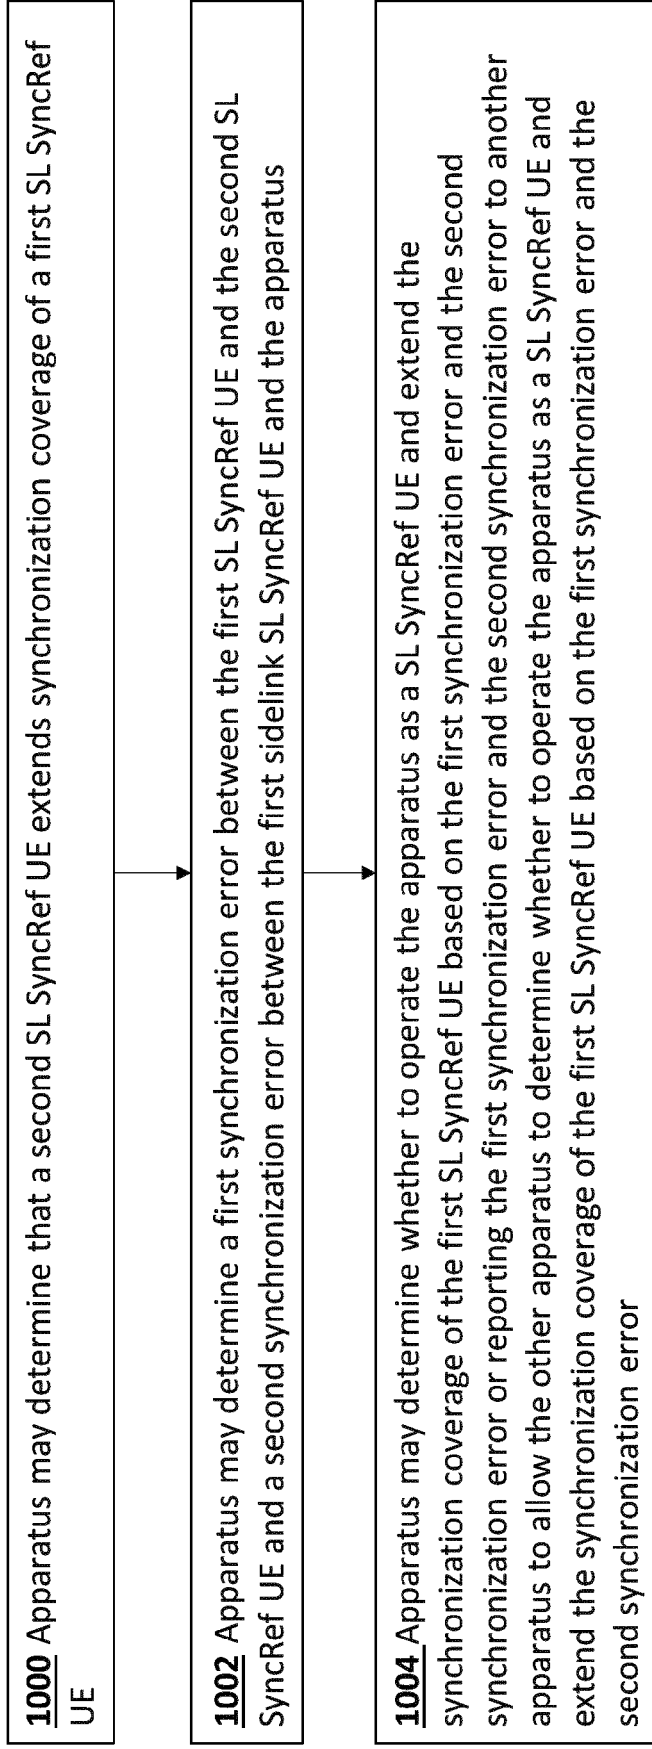 1000 Apparatus may determine that a second SL SyncRef UE extends synchronization coverage of a first SL SyncRef
UE
1002 Apparatus may determine a first synchronization error between the first SL SyncRef UE and the second SL
SyncRef UE and a second synchronization error between the first sidelink SL SyncRef UE and the apparatus
1004 Apparatus may determine whether to operate the apparatus as a SL SyncRef UE and extend the
synchronization coverage of the first SL SyncRef UE based on the first synchronization error and the second
synchronization error or reporting the first synchronization error and the second synchronization error to another
apparatus to allow the other apparatus to determine whether to operate the apparatus as a SL SyncRef UE and
extend the synchronization coverage of the first SL SyncRef UE based on the first synchronization error and the
second synchronization error